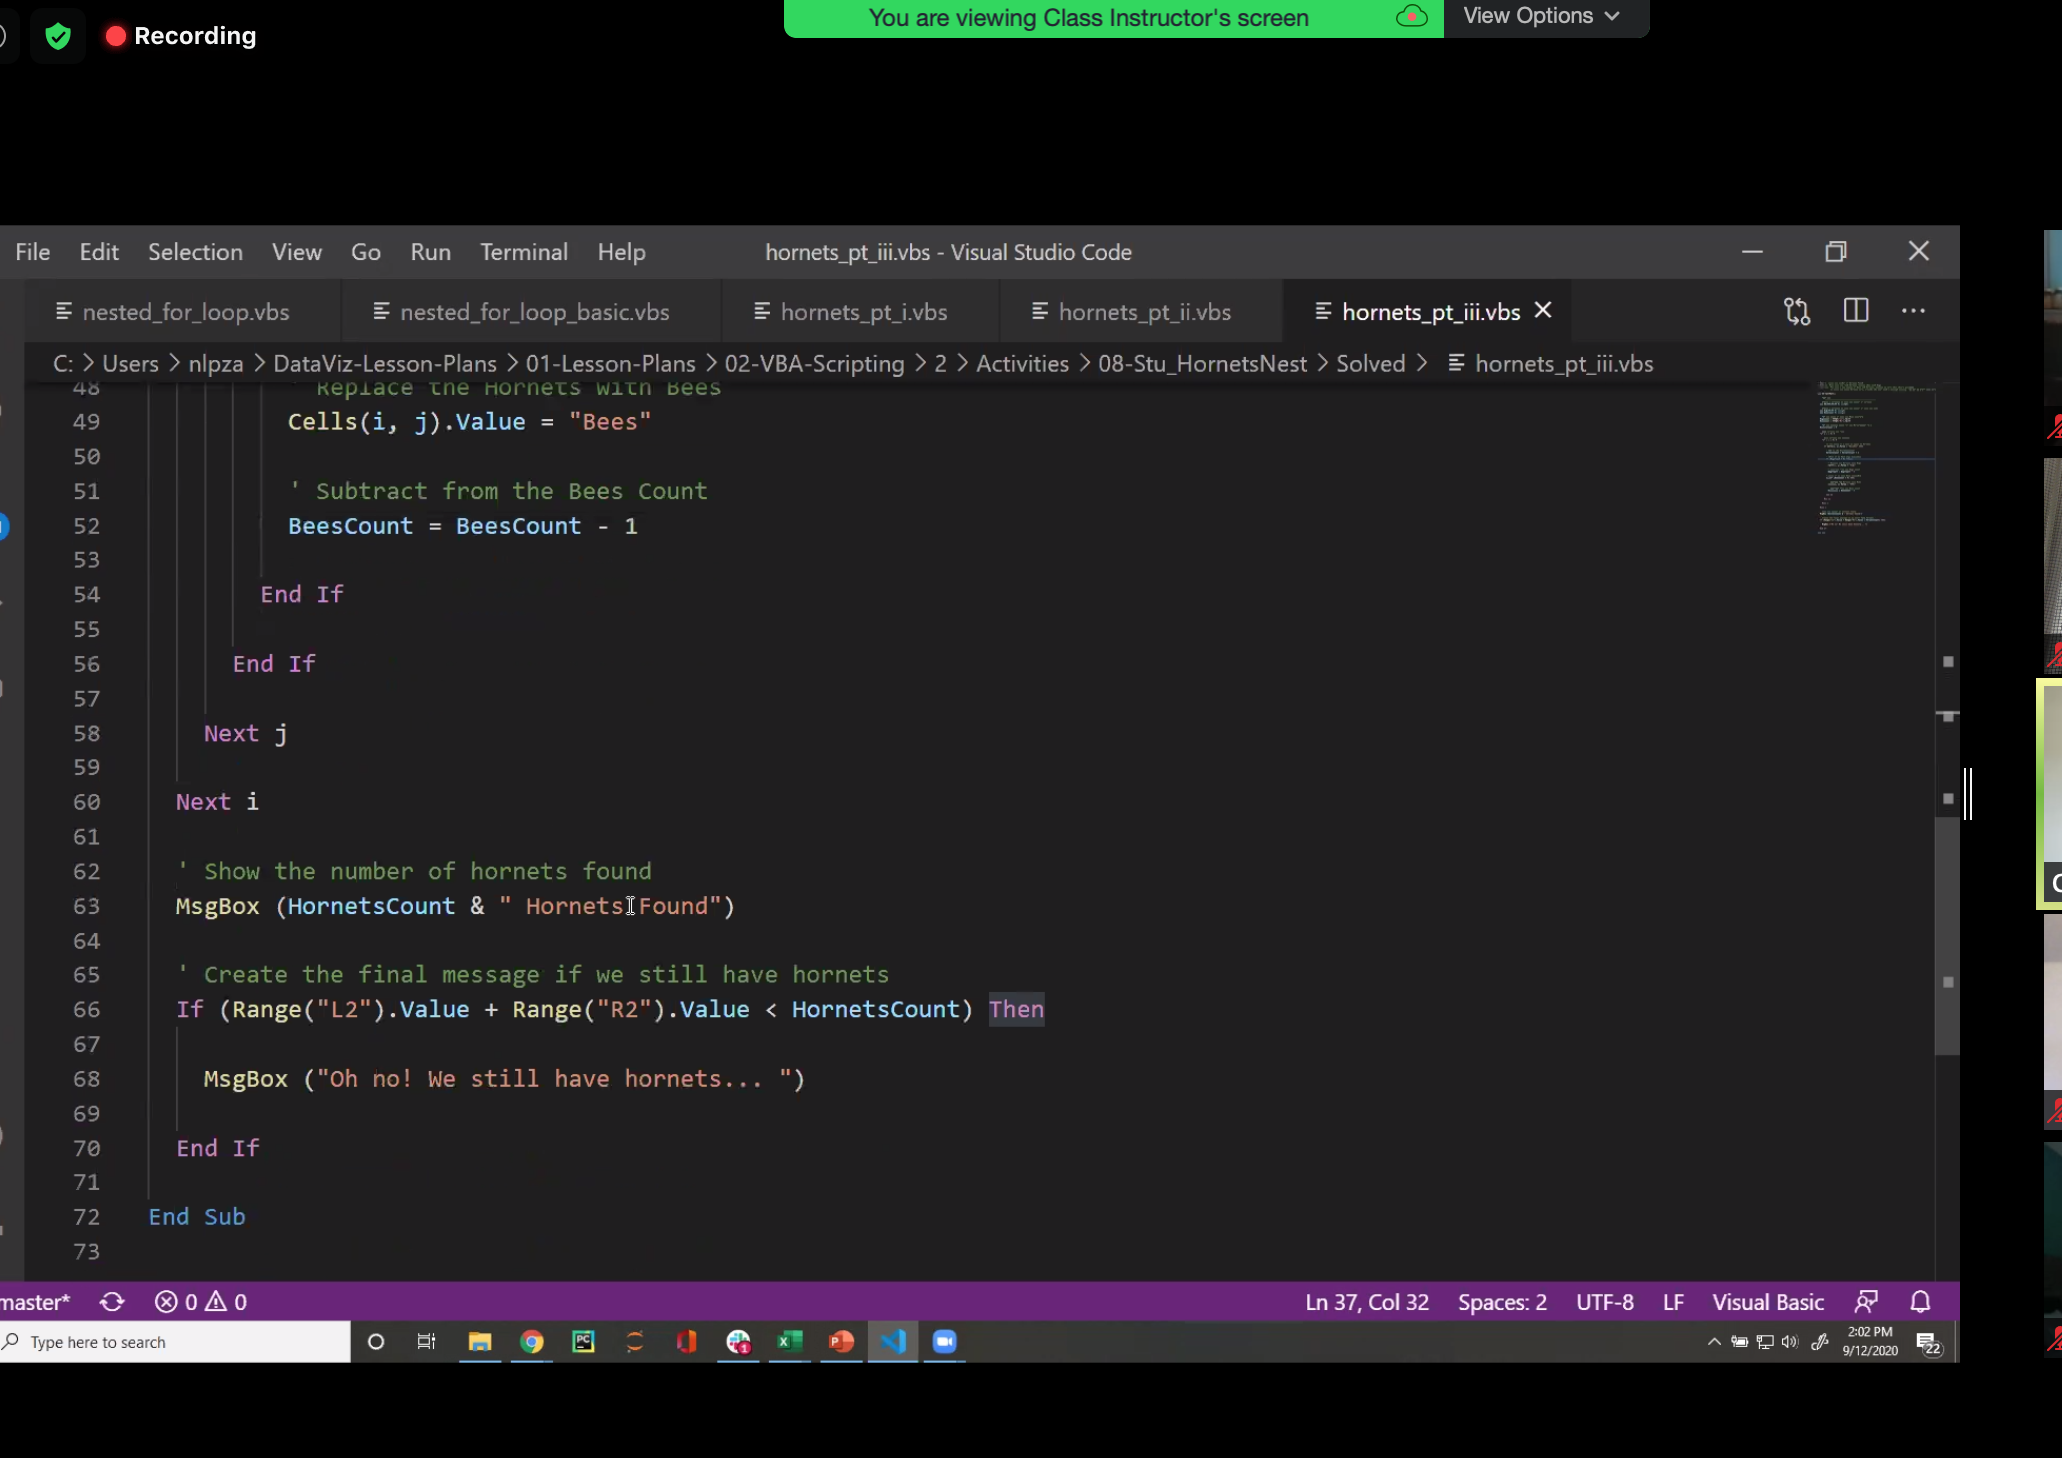 You are viewing Class Instructor's screen
View Options
Recording
File Edit Selection View Go Run Terminal Help
hornets_pt_iii.vbs - Visual Studio Code
nested_for_loop.vbs
nested_for_loop_basic.vbs
hornets_pt_i.vbs
hornets_pt_ii.vbs
hornets_pt_iii.vbs
C: > Users > nlpza > DataViz-Lesson-Plans > 01-Lesson-Plans > 02-VBA-Scripting > 2 > Activities > 08-Stu_HornetsNest > Solved > hornets_pt_iii.vbs
48 Replace the Hornets with Bees
49 Cells(i, j).Value = "Bees"
50
51 ' Subtract from the Bees Count
52 BeesCount = BeesCount - 1
53
54 End If
55
56 End If
57
58 Next j
59
60 Next i
61
62 ' Show the number of hornets found
63 MsgBox (HornetsCount & " Hornets Found")
64
65 ' Create the final message if we still have hornets
66 If (Range("L2").Value + Range("R2").Value < HornetsCount) Then
67
68 MsgBox ("Oh no! We still have hornets... ")
69
70 End If
71
72 End Sub
73
master* 0 0 Ln 37, Col 32 Spaces: 2 UTF-8 LF Visual Basic
Type here to search
2:02 PM
9/12/2020
22